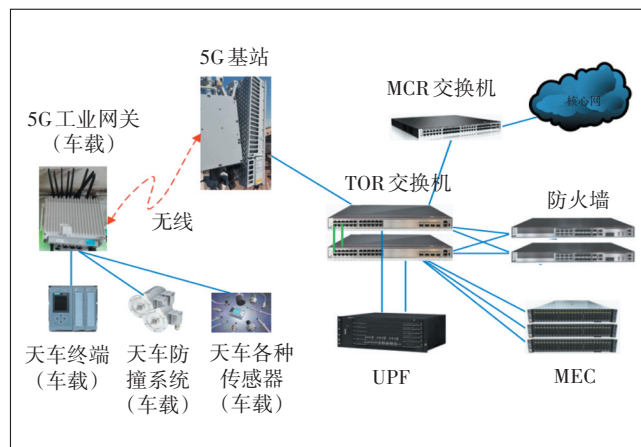 5G基站
MCR交换机
核心网
5G工业网关
(车载)
TOR交换机
防火墙
无线
天车终端
(车载)
天车防
撞系统
(车载)
天车各种
传感器
(车载)
UPF
MEC